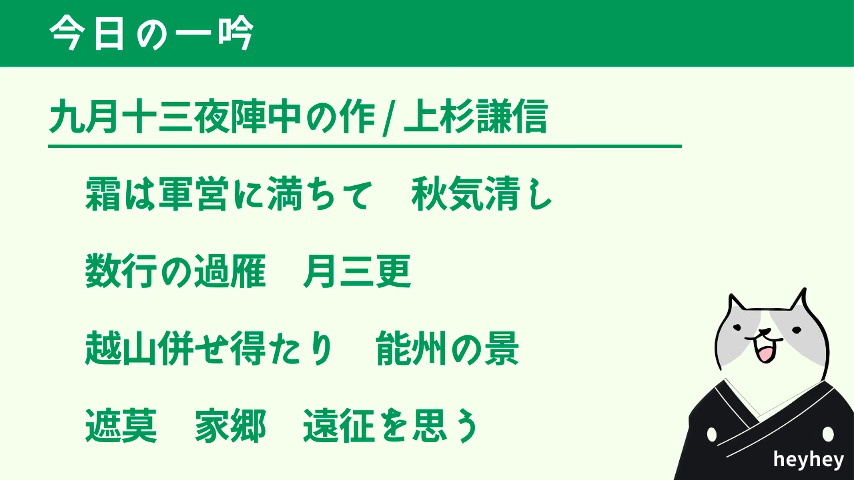 今日の一吟
九月十三夜陣中の作 / 上杉謙信
霜は軍営に満ちて　秋気清し
数行の過雁　月三更
越山併せ得たり　能州の景
遮莫　家郷　遠征を思う
heyhey